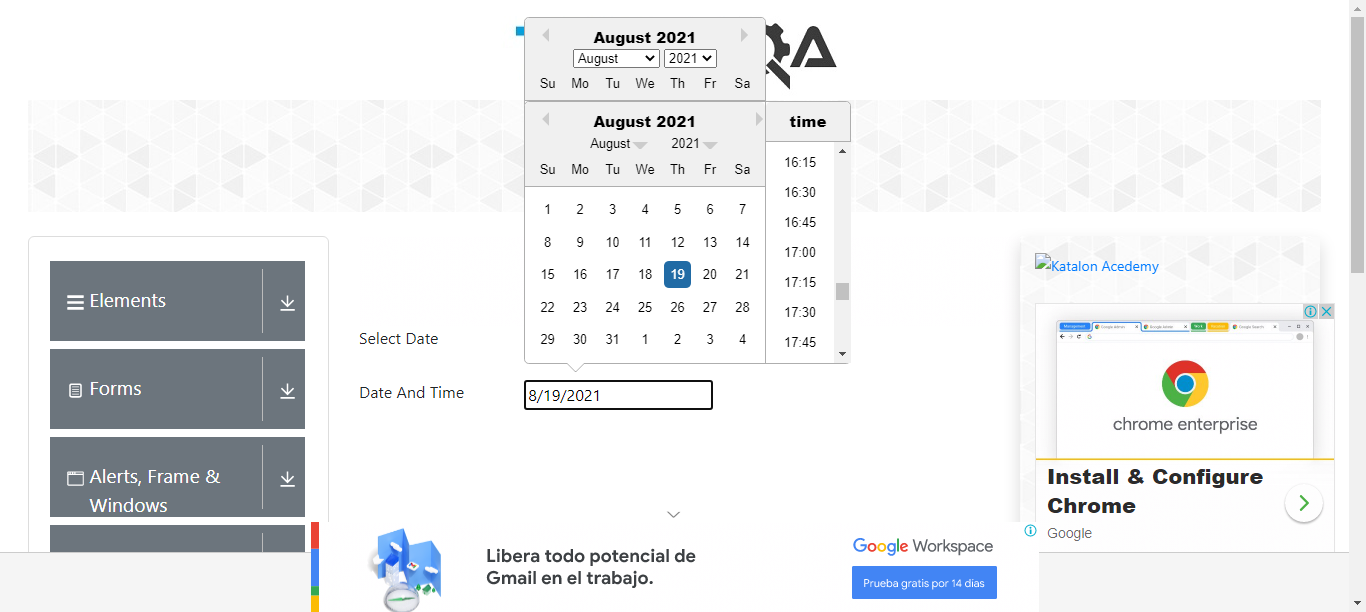 August 2021
August 2021
Su Mo Tu We Th Fr Sa
QA
August 2021
August 2021
Su Mo Tu We Th Fr Sa
1 2 3 4 5 6 7
8 9 10 11 12 13 14
15 16 17 18 19 20 21
22 23 24 25 26 27 28
29 30 31 1 2 3 4
time
16:15
16:30
16:45
17:00
17:15
17:30
17:45
Elements
Forms
Alerts, Frame &
Windows
Select Date
Date And Time
8/19/2021
Katalon Acedemy
chrome enterprise
Install & Configure
Chrome
Google
Libera todo potencial de
Gmail en el trabajo.
Google Workspace
Prueba gratis por 14 días